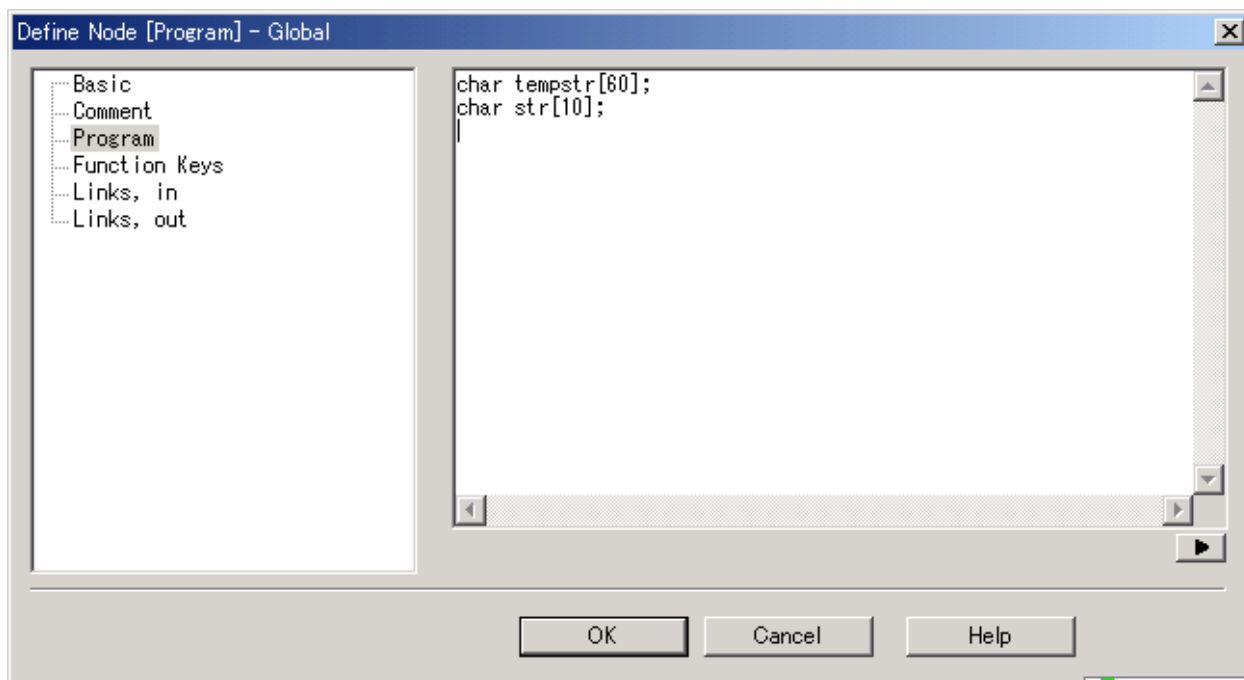 Define Node [Program] - Global
Basic
Comment
Program
Function Keys
Links, in
Links, out
char tempstr[60];
char str[10];
OK
Cancel
Help